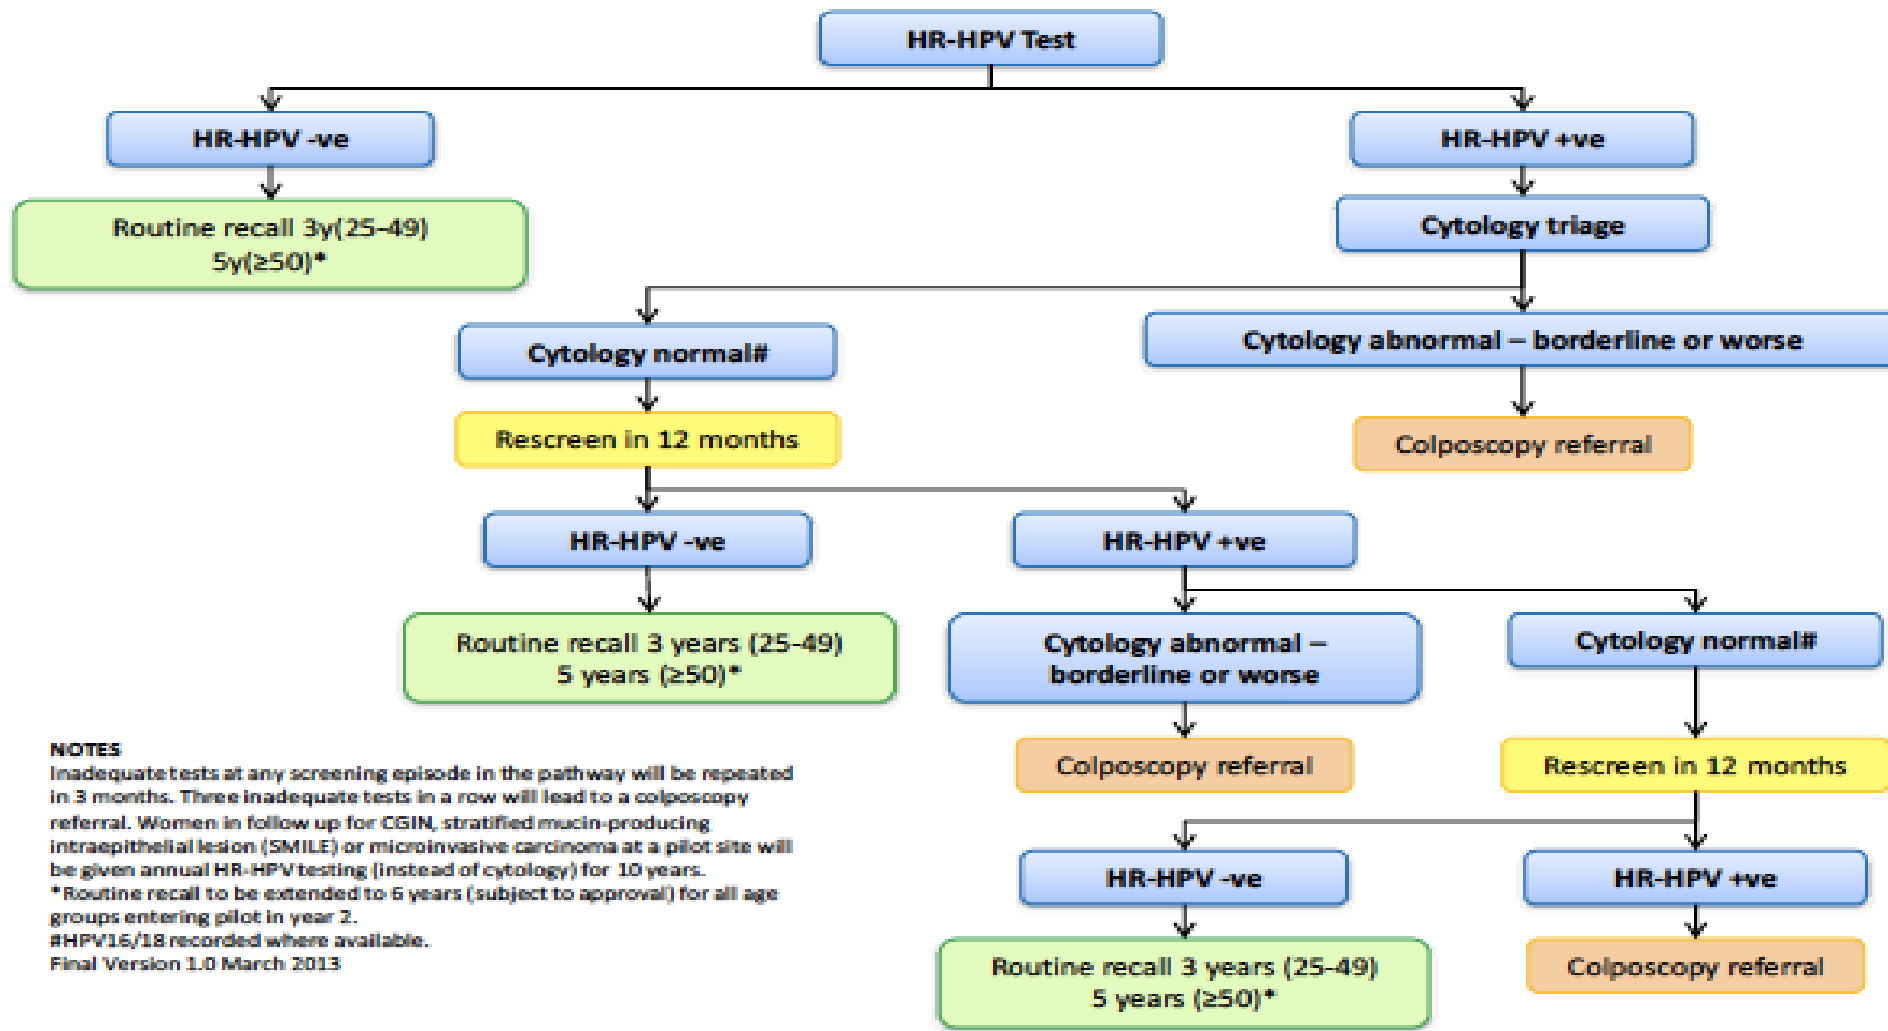 HR-HPV Test
HR-HPV -ve
HR-HPV +ve
Routine recall 3y(25-49)
5y(≥50)*
Cytology triage
Cytology normal#
Cytology abnormal – borderline or worse
Rescreen in 12 months
Colposcopy referral
HR-HPV -ve
HR-HPV +ve
Routine recall 3 years (25-49)
5 years (≥50)*
Cytology abnormal –
borderline or worse
Cytology normal#
Colposcopy referral
Rescreen in 12 months
HR-HPV -ve
HR-HPV +ve
Routine recall 3 years (25-49)
5 years (≥50)*
Colposcopy referral
NOTES
Inadequate tests at any screening episode in the pathway will be repeated
in 3 months. Three inadequate tests in a row will lead to a colposcopy
referral. Women in follow up for CGIN, stratified mucin-producing
intraepithelial lesion (SMILE) or microinvasive carcinoma at a pilot site will
be given annual HR-HPV testing (instead of cytology) for 10 years.
*Routine recall to be extended to 6 years (subject to approval) for all age
groups entering pilot in year 2.
#HPV16/18 recorded where available.
Final Version 1.0 March 2013